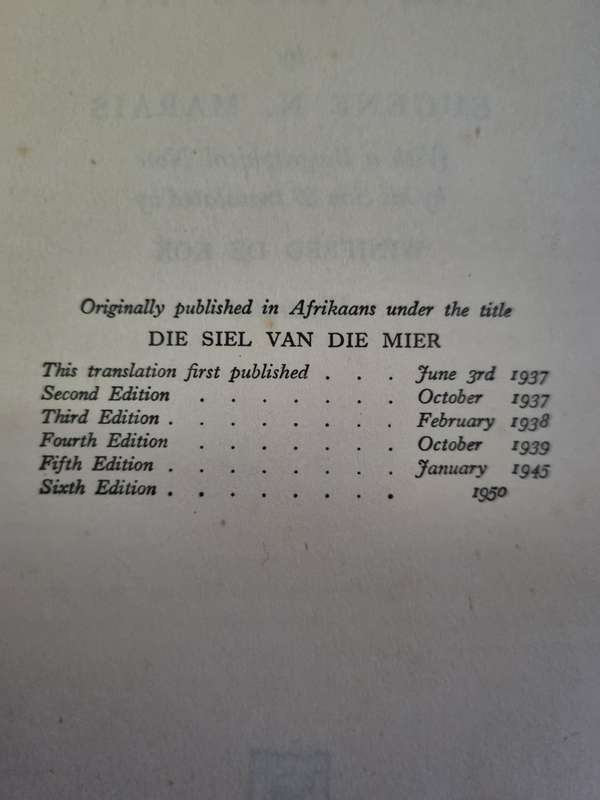 Originally published in Afrikaans under the title
DIE SIEL VAN DIE MIER
This translation first published . . . June 3rd 1937
Second Edition . . . . . . . October 1937
Third Edition . . . . . . . . February 1938
Fourth Edition . . . . . . . October 1939
Fifth Edition . . . . . . . . January 1945
Sixth Edition . . . . . . . . 1950